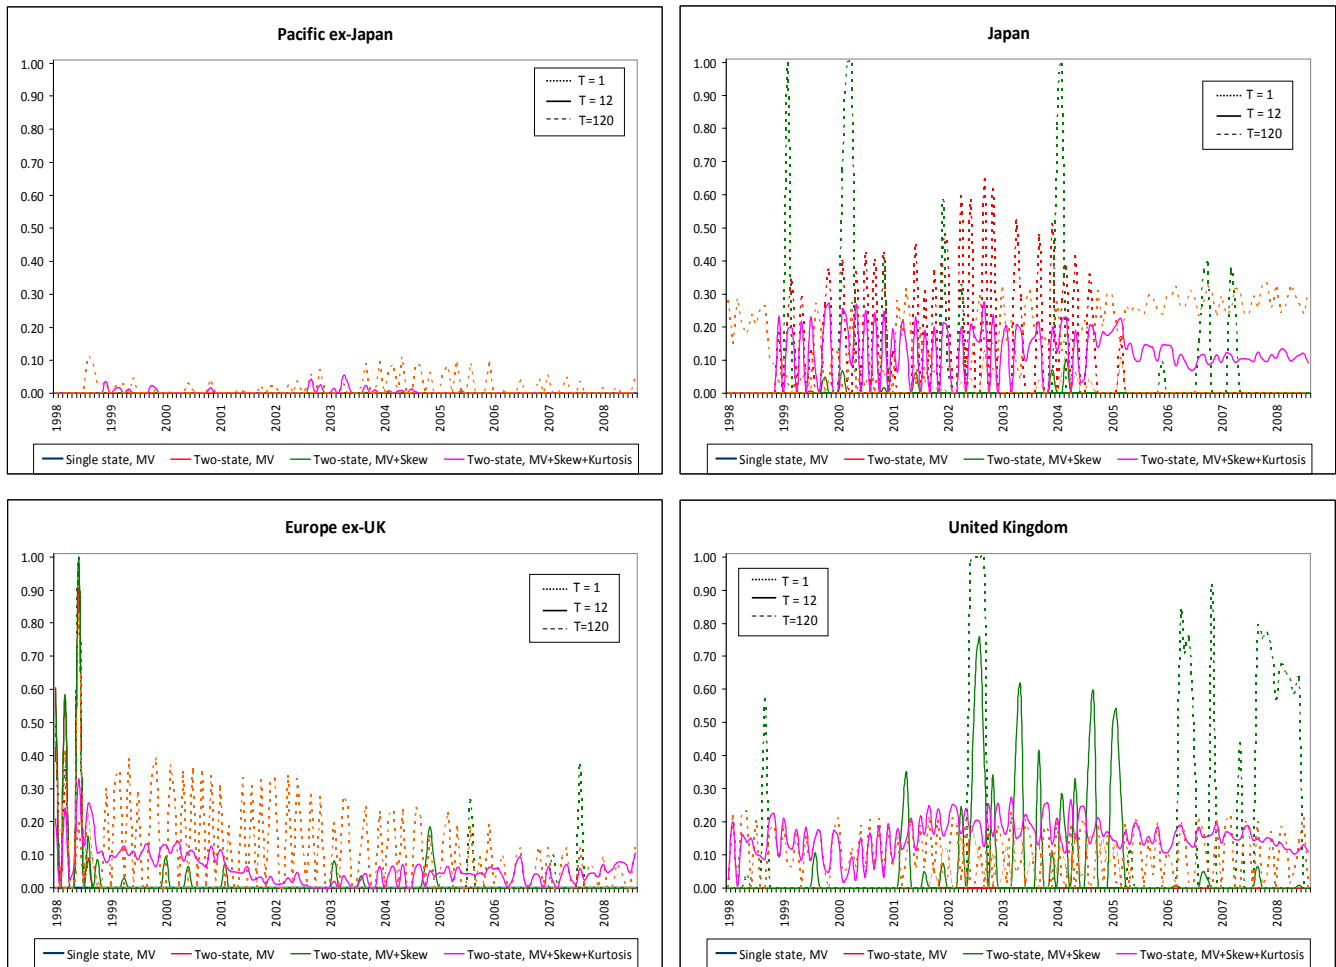 Pacific ex-Japan
1.00
0.90
0.80
0.70
0.60
0.50
0.40
0.30
0.20
0.10
0.00
T = 1
T = 12
T=120
1998 1999 2000 2001 2002 2003 2004 2005 2006 2007 2008
Single state, MV Two-state, MV Two-state, MV+Skew Two-state, MV+Skew+Kurtosis
Japan
1.00
0.90
0.80
0.70
0.60
0.50
0.40
0.30
0.20
0.10
0.00
T = 1
T = 12
T=120
1998 1999 2000 2001 2002 2003 2004 2005 2006 2007 2008
Single state, MV Two-state, MV Two-state, MV+Skew Two-state, MV+Skew+Kurtosis
Europe ex-UK
1.00
0.90
0.80
0.70
0.60
0.50
0.40
0.30
0.20
0.10
0.00
T = 1
T = 12
T=120
1998 1999 2000 2001 2002 2003 2004 2005 2006 2007 2008
Single state, MV Two-state, MV Two-state, MV+Skew Two-state, MV+Skew+Kurtosis
United Kingdom
1.00
0.90
0.80
0.70
0.60
0.50
0.40
0.30
0.20
0.10
0.00
T = 1
T = 12
T=120
1998 1999 2000 2001 2002 2003 2004 2005 2006 2007 2008
Single state, MV Two-state, MV Two-state, MV+Skew Two-state, MV+Skew+Kurtosis